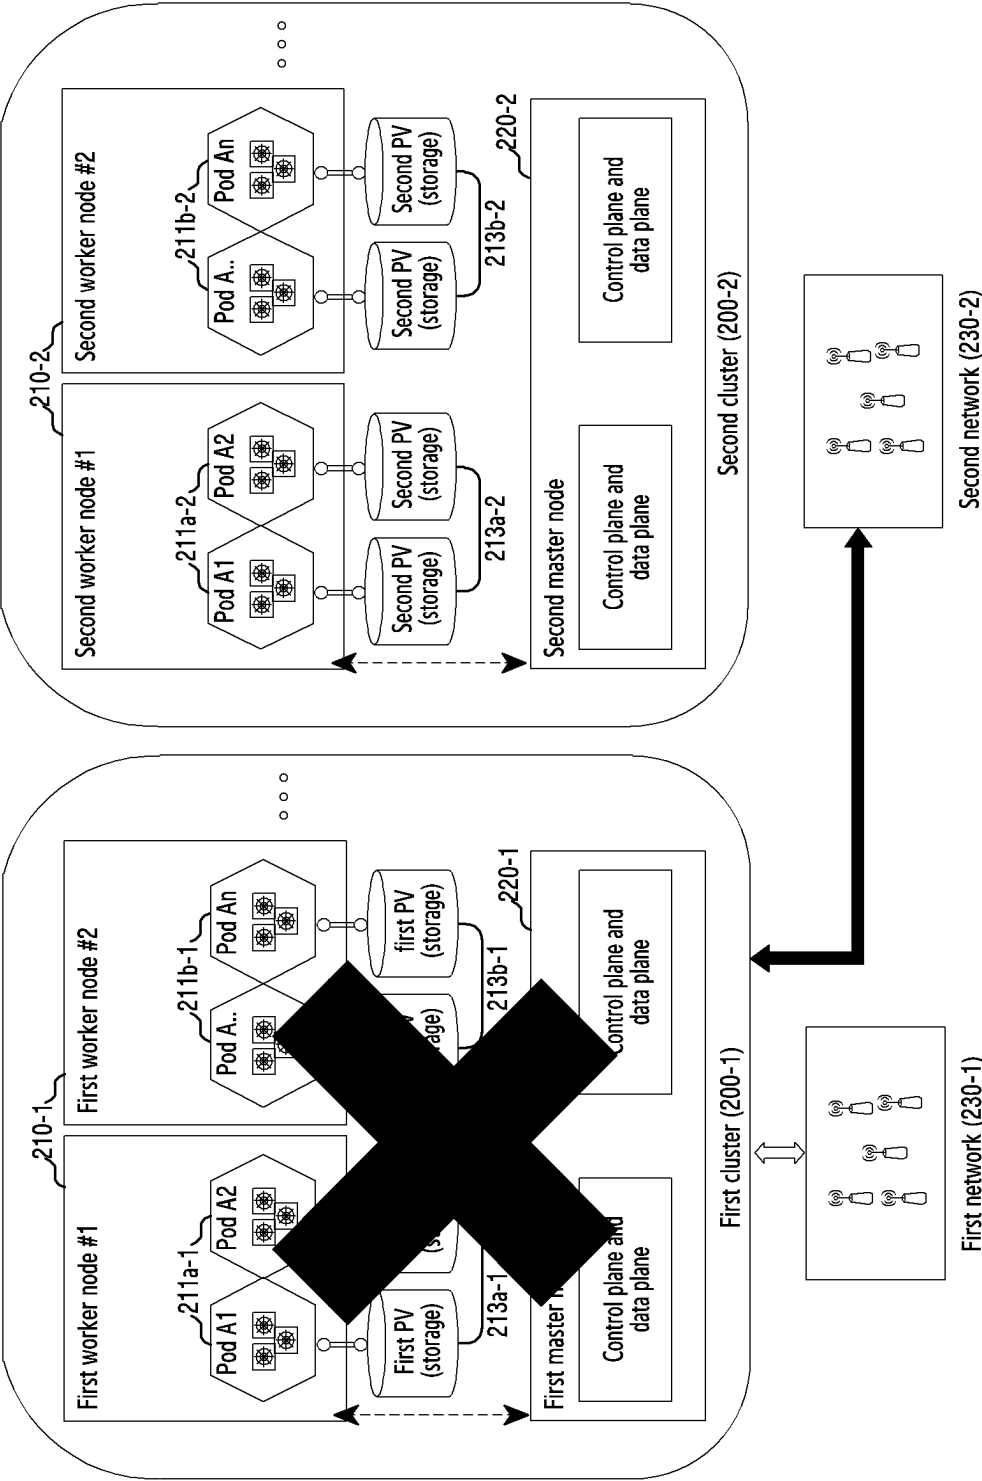 210-1
First worker node #1
First worker node #2
211a-1
211b-1
Pod A1
Pod A2
Pod A..
Pod An
First PV
(storage)
first PV
(storage)
213a-1
213b-1
220-1
First master
Control plane and
data plane
Control plane and
data plane
First cluster (200-1)
First network (230-1)
210-2
Second worker node #1
Second worker node #2
211a-2
211b-2
Pod A1
Pod A2
Pod A..
Pod An
Second PV
(storage)
Second PV
(storage)
Second PV
(storage)
Second PV
(storage)
213a-2
213b-2
220-2
Second master node
Control plane and
data plane
Control plane and
data plane
Second cluster (200-2)
Second network (230-2)